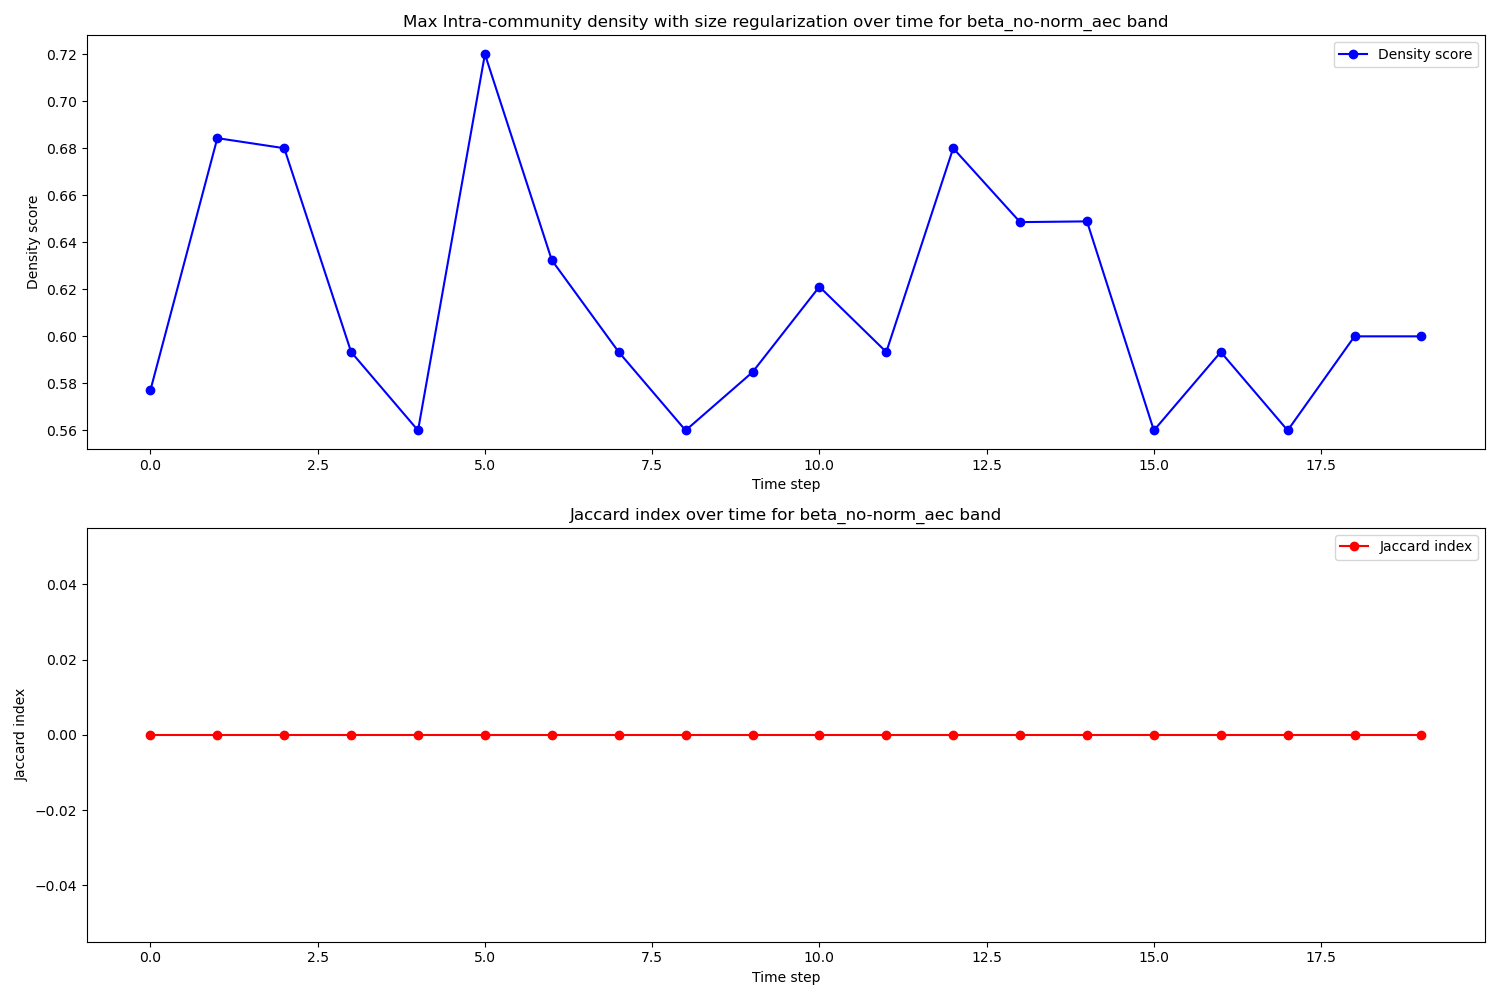 Max Intra-community density with size regularization over time for beta_no-norm_aec band
Density score
0.72
0.70
0.68
0.66
0.64
0.62
0.60
0.58
0.56
Density score
0.0 2.5 5.0 7.5 10.0 12.5 15.0 17.5
Time step
Jaccard index over time for beta_no-norm_aec band
Jaccard index
0.04
0.02
0.00
−0.02
−0.04
Jaccard index
0.0 2.5 5.0 7.5 10.0 12.5 15.0 17.5
Time step